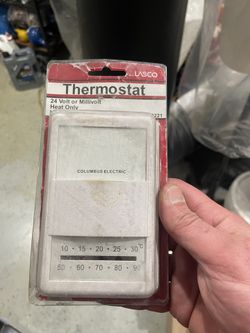 LASCO
Thermostat
24 Volt or Millivolt
Heat Only
COLUMBUS ELECTRIC
10 • 15 • 20 • 25 • 30 °C
50 • 60 • 70 • 80 • 90